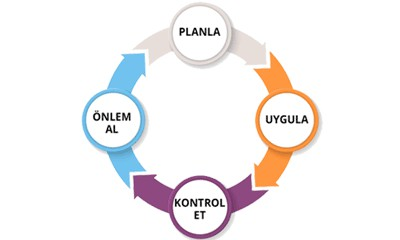 PLANLA
UYGULA
KONTROL
ET
ÖNLEM
AL